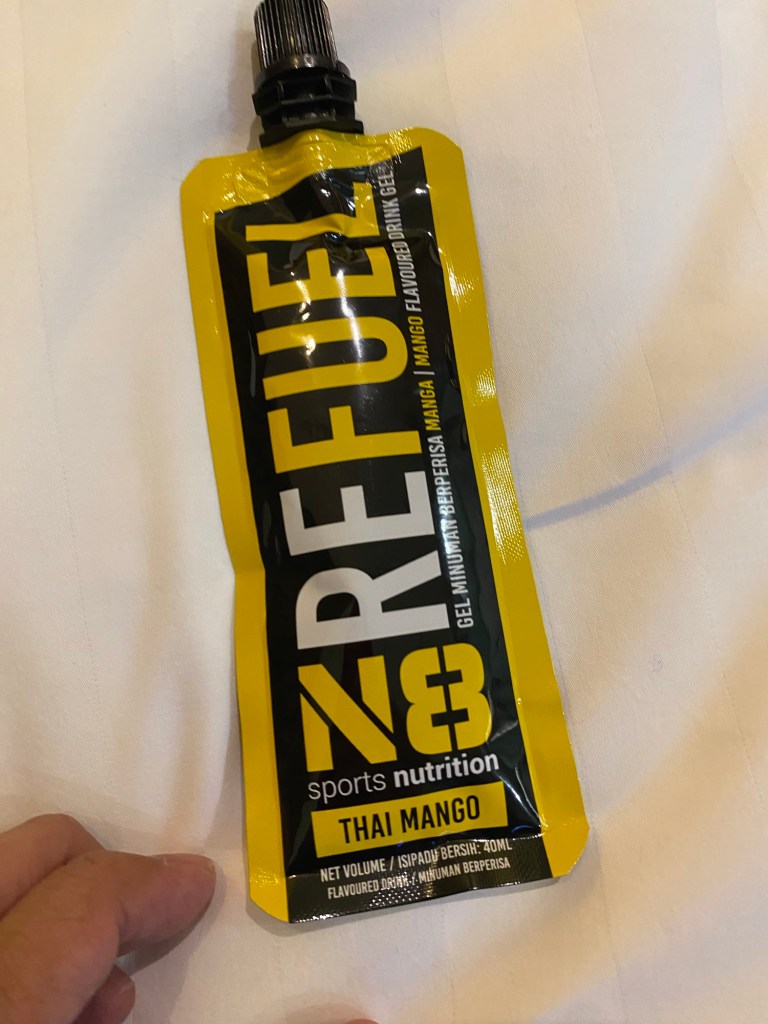 REFUEL
GEL MINUMAN BERPERISA MANGA | MANGO FLAVOURED DRINK GEL
N8
sports nutrition
THAI MANGO
NET VOLUME / ISIPADU BERSIH: 40ML
FLAVOURED DRINK / MINUMAN BERPERISA